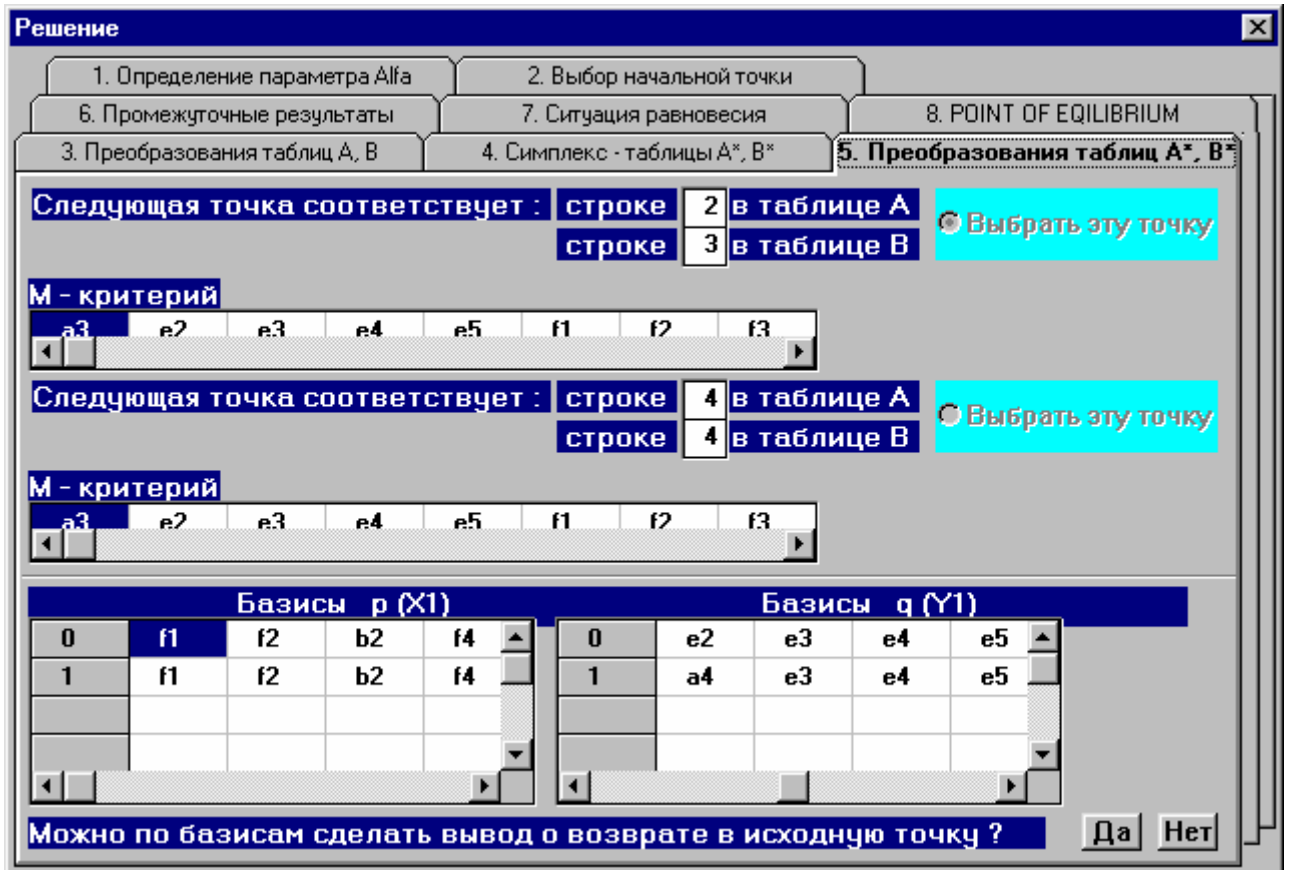 Решение
1. Определение параметра Alfa 2. Выбор начальной точки
6. Промежуточные результаты 7. Ситуация равновесия 8. POINT OF EQILIBRIUM
3. Преобразования таблиц A, B 4. Симплекс - таблицы A*, B* 5. Преобразования таблиц A*, B*
Следующая точка соответствует : строке 2 в таблице A
строке 3 в таблице B
Выбрать эту точку
M - критерий
a3 e2 e3 e4 e5 f1 f2 f3
Следующая точка соответствует : строке 4 в таблице A
строке 4 в таблице B
Выбрать эту точку
M - критерий
a3 e2 e3 e4 e5 f1 f2 f3
Базисы p (X1) Базисы q (Y1)
0 f1 f2 b2 f4 0 e2 e3 e4 e5
1 f1 f2 b2 f4 1 a4 e3 e4 e5
Можно по базисам сделать вывод о возврате в исходную точку ? Да Нет